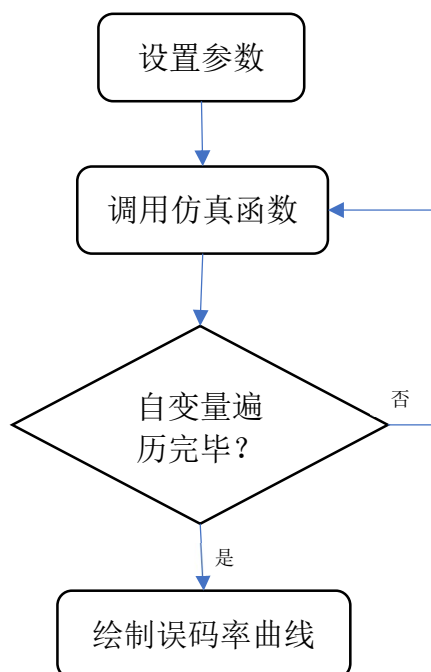 设置参数
调用仿真函数
自变量遍
历完毕？
否
是
绘制误码率曲线